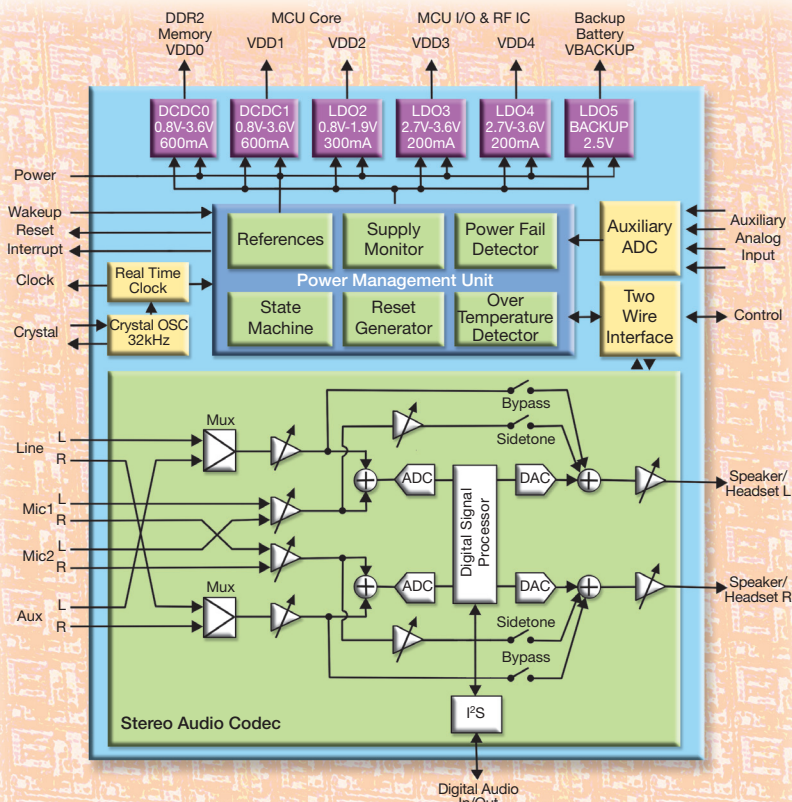 DDR2
Memory
VDD0
MCU Core
VDD1
VDD2
MCU I/O & RF IC
VDD3
VDD4
Backup
Battery
VBACKUP
DCDC0
0.8V-3.6V
600mA
DCDC1
0.8V-3.6V
600mA
LDO2
0.8V-1.9V
300mA
LDO3
2.7V-3.6V
200mA
LDO4
2.7V-3.6V
200mA
LDO5
BACKUP
2.5V
Power
Wakeup
Reset
Interrupt
Clock
Crystal
Real Time
Clock
Crystal OSC
32kHz
References
Supply
Monitor
Power Fail
Detector
Power Management Unit
State
Machine
Reset
Generator
Over
Temperature
Detector
Auxiliary
ADC
Auxiliary
Analog
Input
Two
Wire
Interface
Control
Line
L
R
Mic1
L
R
Mic2
L
R
Aux
L
R
Mux
Mux
Bypass
Sidetone
ADC
DAC
Digital Signal
Processor
ADC
DAC
Sidetone
Bypass
Speaker/
Headset L
Speaker/
Headset R
I²S
Stereo Audio Codec
Digital Audio
In/Out